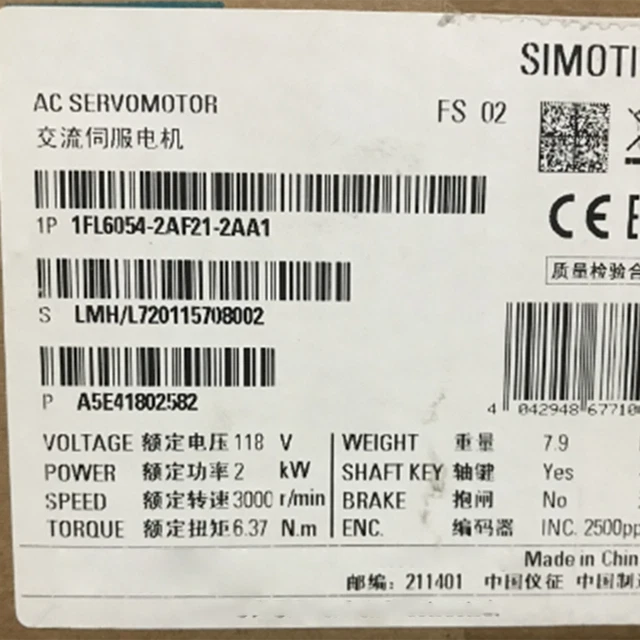 SIMOTI
AC SERVOMOTOR
FS 02
交流伺服电机
1P 1FL6054-2AF21-2AA1
CE
质量检验合
S LMH/L720115708002
P A5E41802582
4 042948 67710
VOLTAGE 额定电压 118 V
POWER 额定功率 2 kW
SPEED 额定转速 3000 r/min
TORQUE 额定扭矩 6.37 N.m
WEIGHT 重量 7.9
SHAFT KEY 轴键 Yes
BRAKE 抱闸 No
ENC. 编码器 INC. 2500pp
Made in Chin
邮编: 211401 中国仪征 中国制造